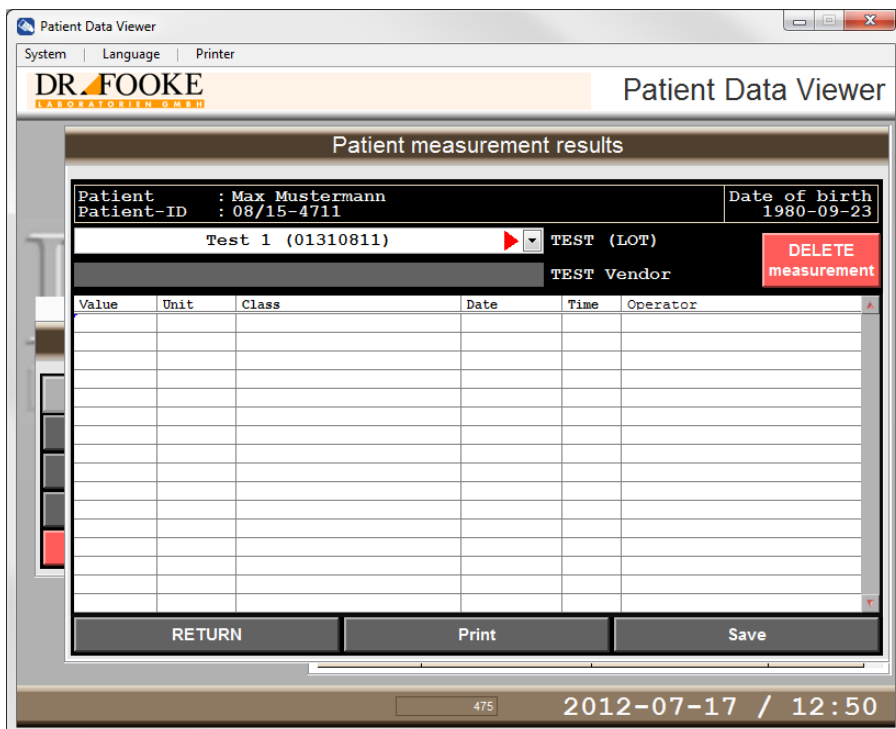 Patient Data Viewer
System | Language | Printer
DR. FOOKE
LABORATORIEN GMBH
Patient Data Viewer
Patient measurement results
Patient : Max Mustermann
Patient-ID : 08/15-4711
Date of birth
1980-09-23
Test 1 (01310811)
TEST (LOT)
TEST Vendor
DELETE
measurement
Value Unit Class Date Time Operator
RETURN Print Save
475
2012-07-17 / 12:50